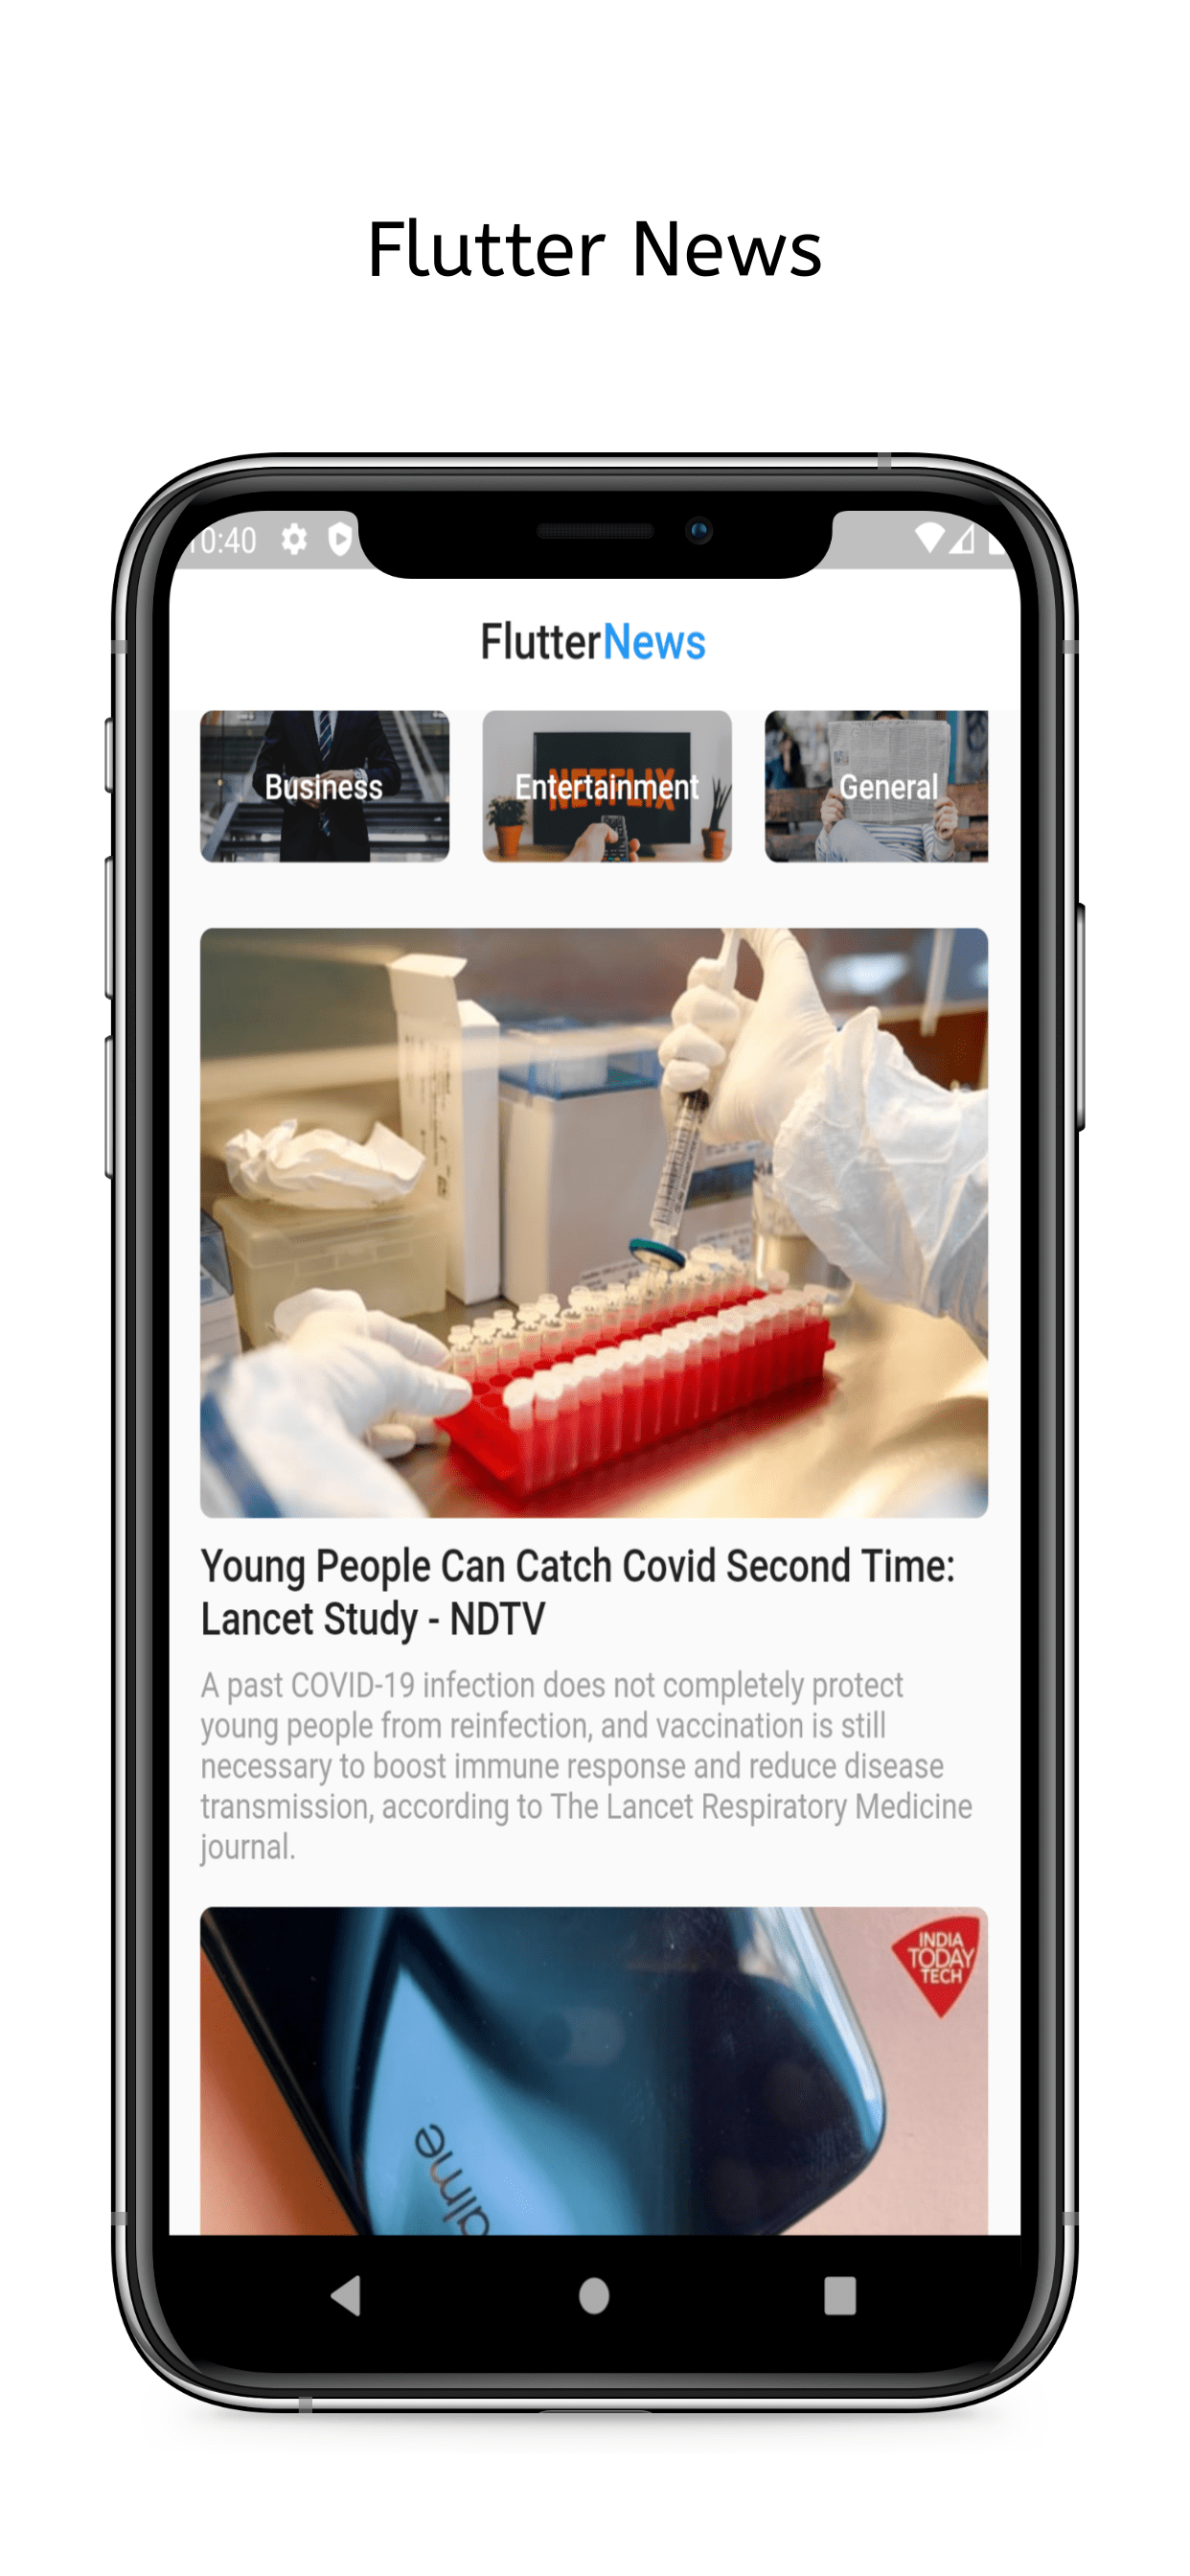 Flutter News
10:40
FlutterNews
Business
Entertainment
NETFLIX
General
Young People Can Catch Covid Second Time:
Lancet Study - NDTV
A past COVID-19 infection does not completely protect
young people from reinfection, and vaccination is still
necessary to boost immune response and reduce disease
transmission, according to The Lancet Respiratory Medicine
journal.
INDIA
TODAY
TECH
alme